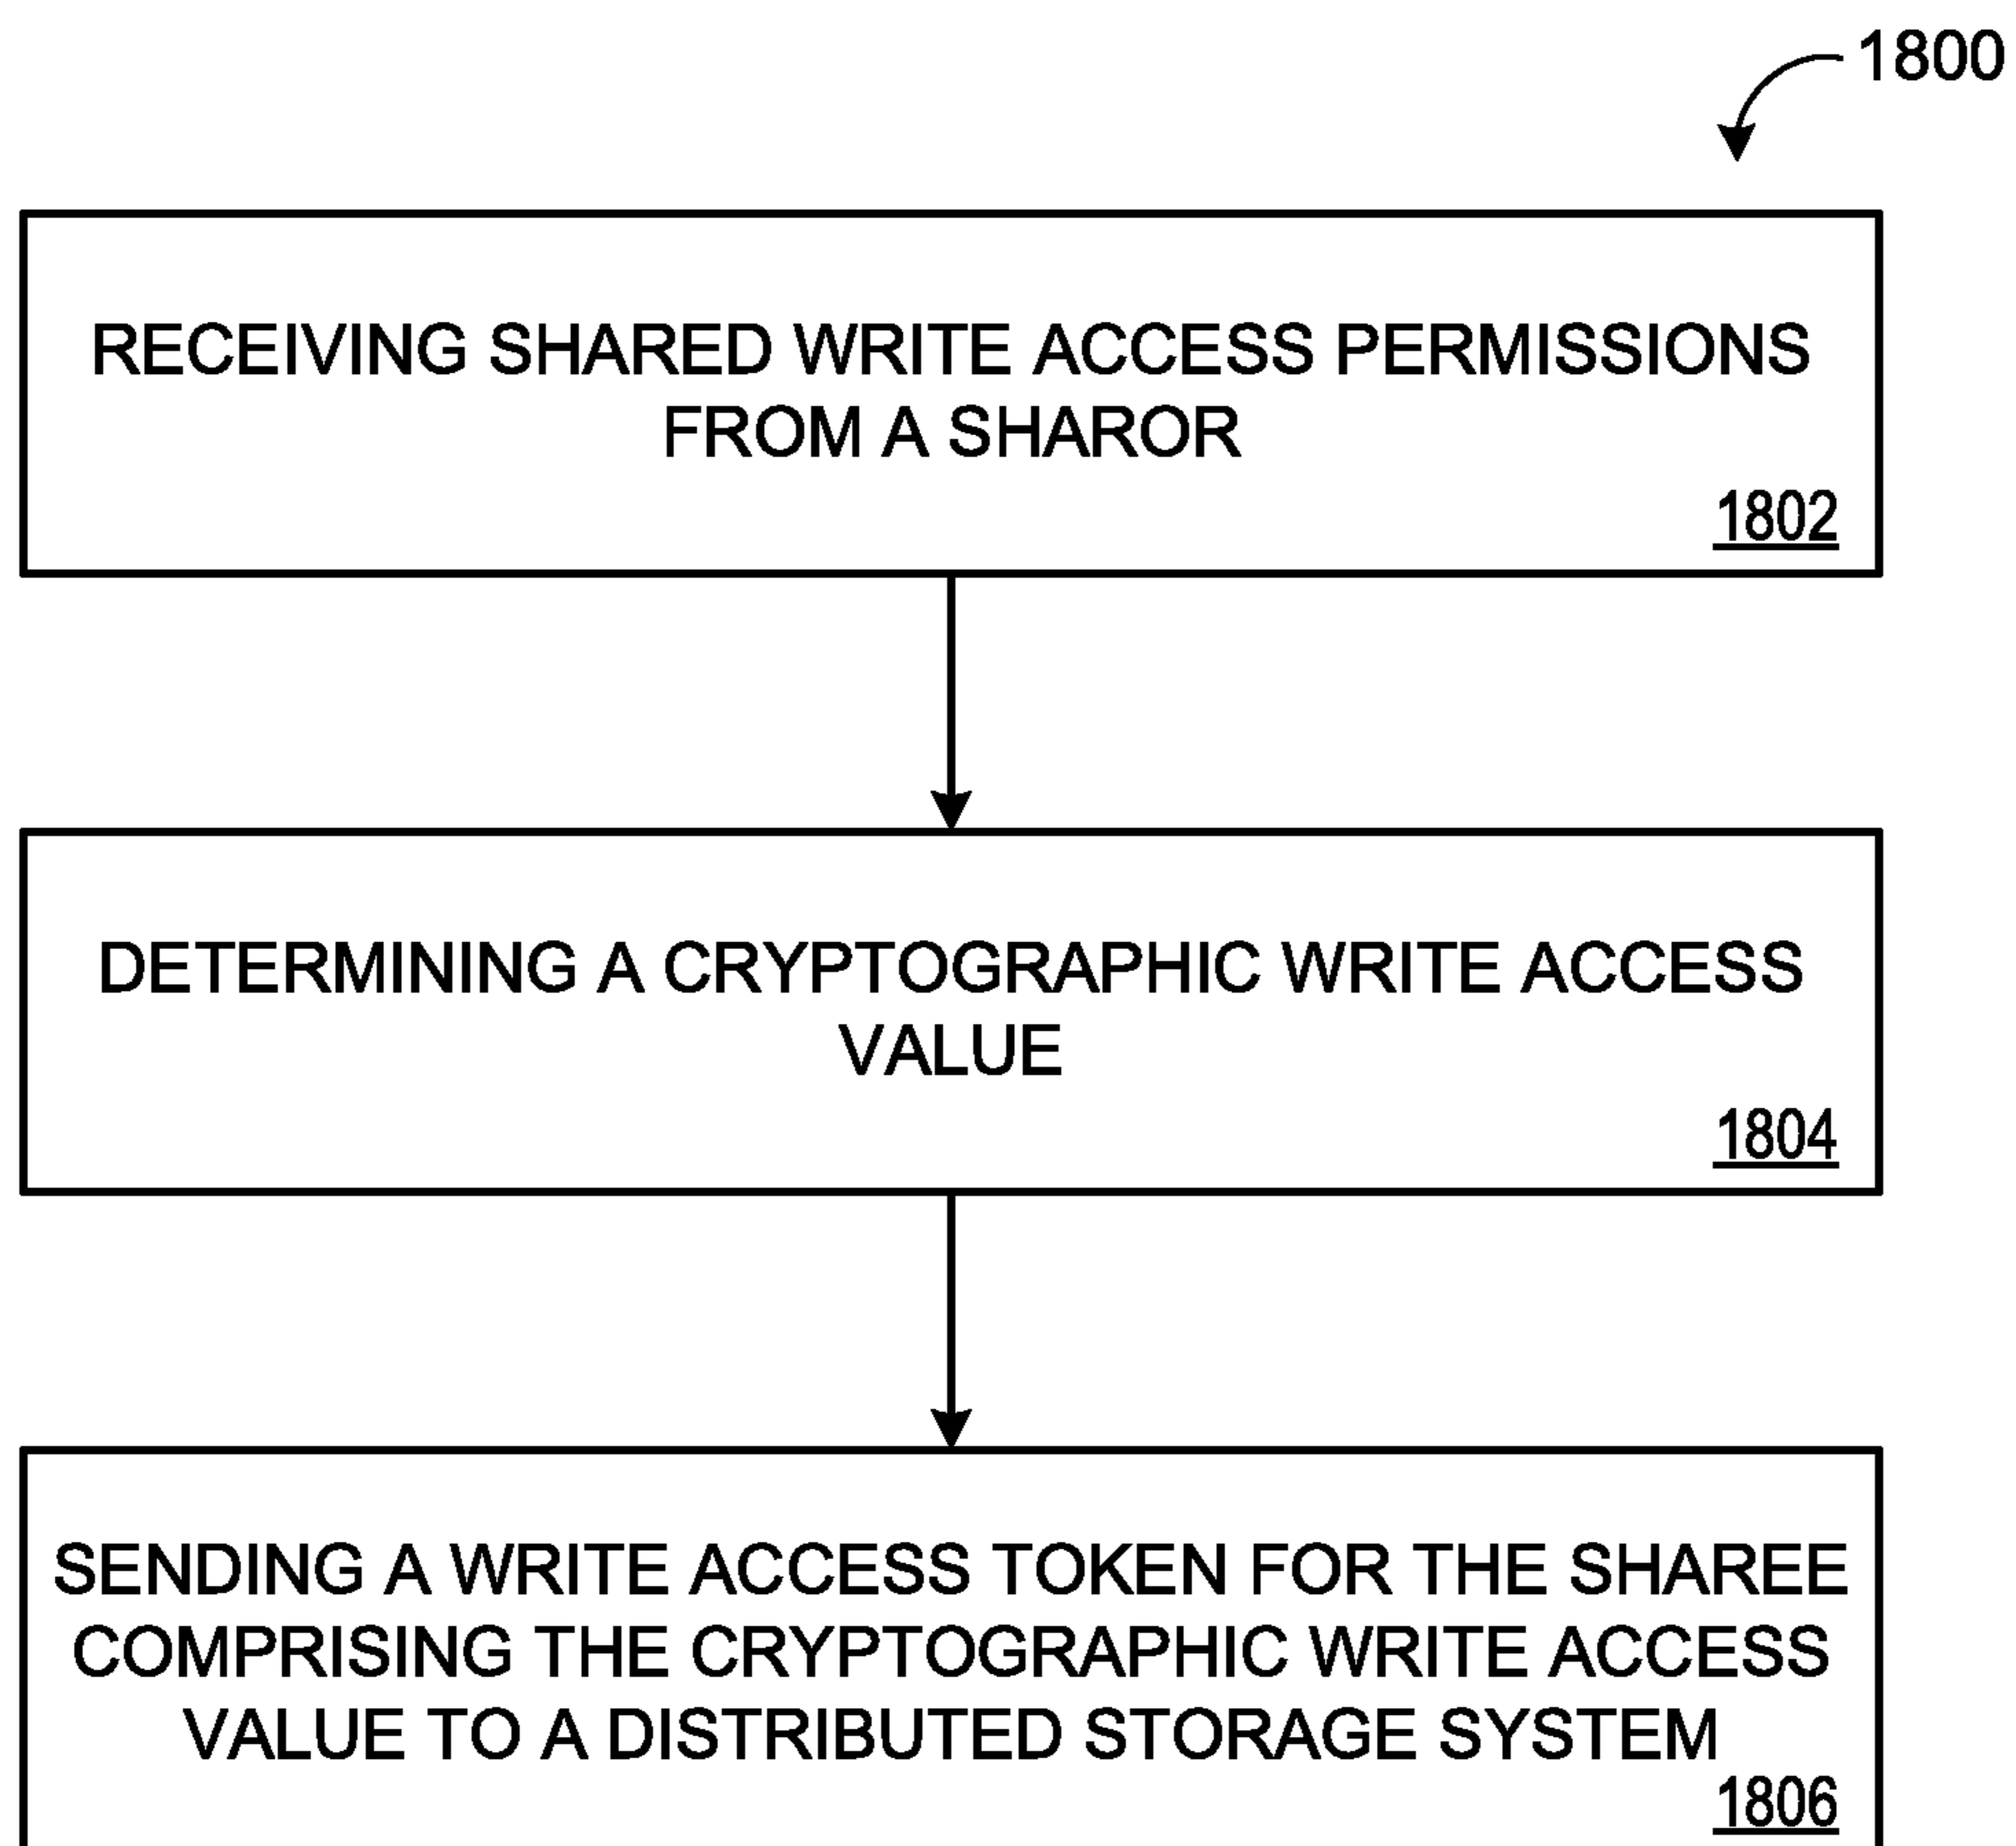 1800
RECEIVING SHARED WRITE ACCESS PERMISSIONS
FROM A SHAROR
1802
DETERMINING A CRYPTOGRAPHIC WRITE ACCESS
VALUE
1804
SENDING A WRITE ACCESS TOKEN FOR THE SHAREE
COMPRISING THE CRYPTOGRAPHIC WRITE ACCESS
VALUE TO A DISTRIBUTED STORAGE SYSTEM
1806